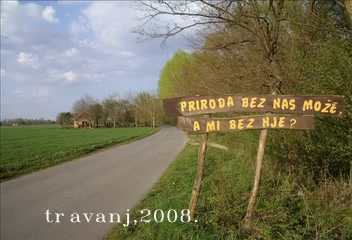 PRIRODA BEZ NAS MOŽE,
A MI BEZ NJE?
travanj,2008.